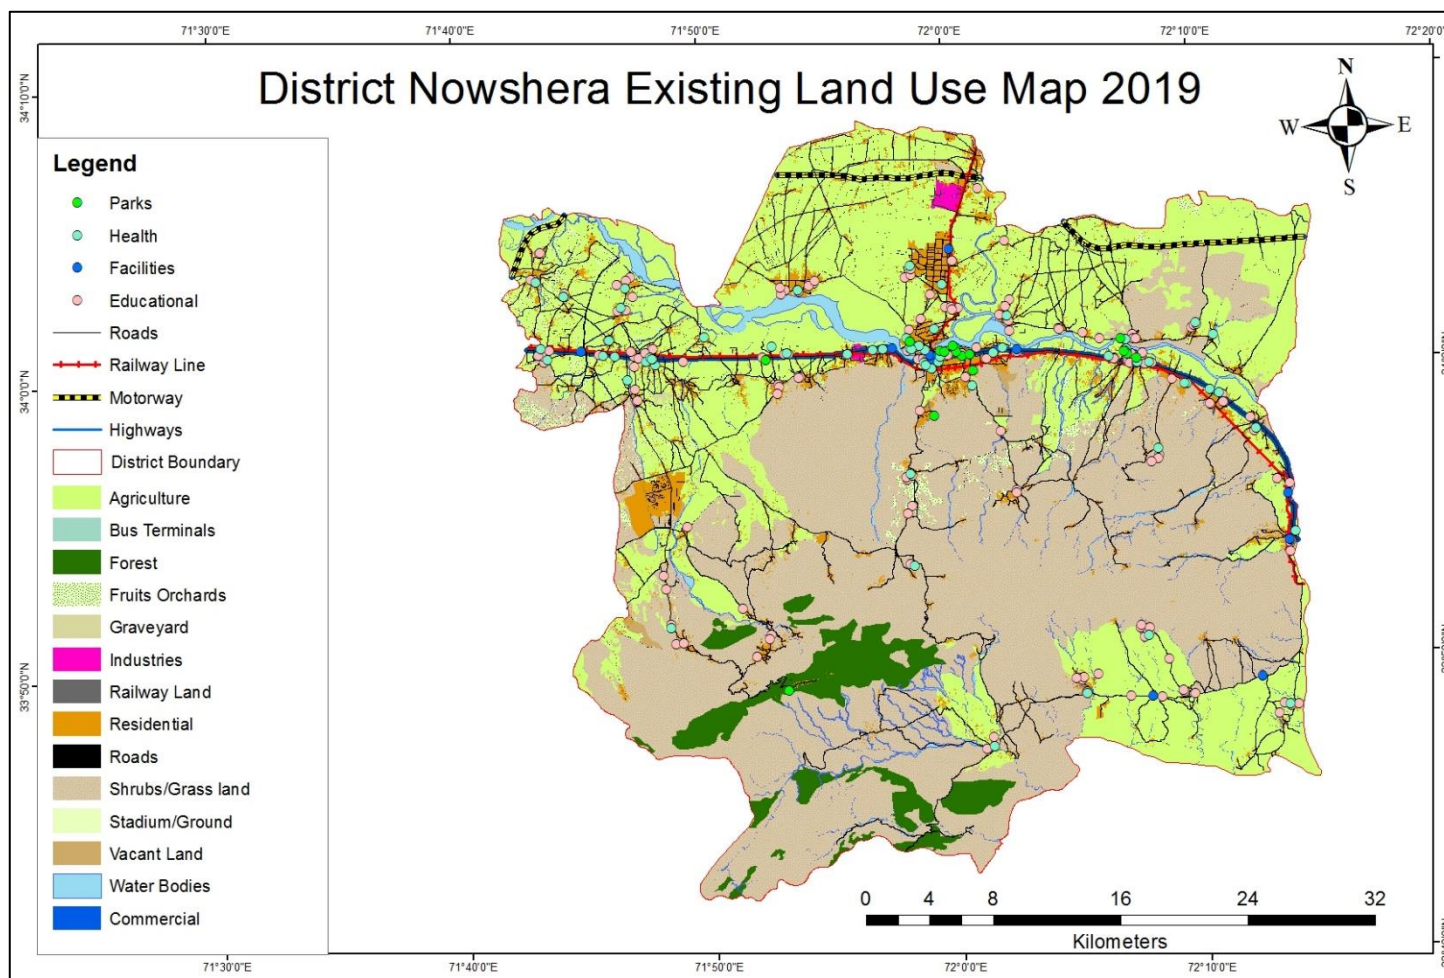 71°30'0"E 71°40'0"E 71°50'0"E 72°0'0"E 72°10'0"E 72°20'0"E
District Nowshera Existing Land Use Map 2019
34°10'0"N
N
W E
S
Legend
Parks
Health
Facilities
Educational
Roads
Railway Line
Motorway
Highways
District Boundary
Agriculture
Bus Terminals
Forest
Fruits Orchards
Graveyard
Industries
Railway Land
Residential
Roads
Shrubs/Grass land
Stadium/Ground
Vacant Land
Water Bodies
Commercial
34°0'0"N
33°50'0"N
0 4 8 16 24 32
Kilometers
71°30'0"E 71°40'0"E 71°50'0"E 72°0'0"E 72°10'0"E